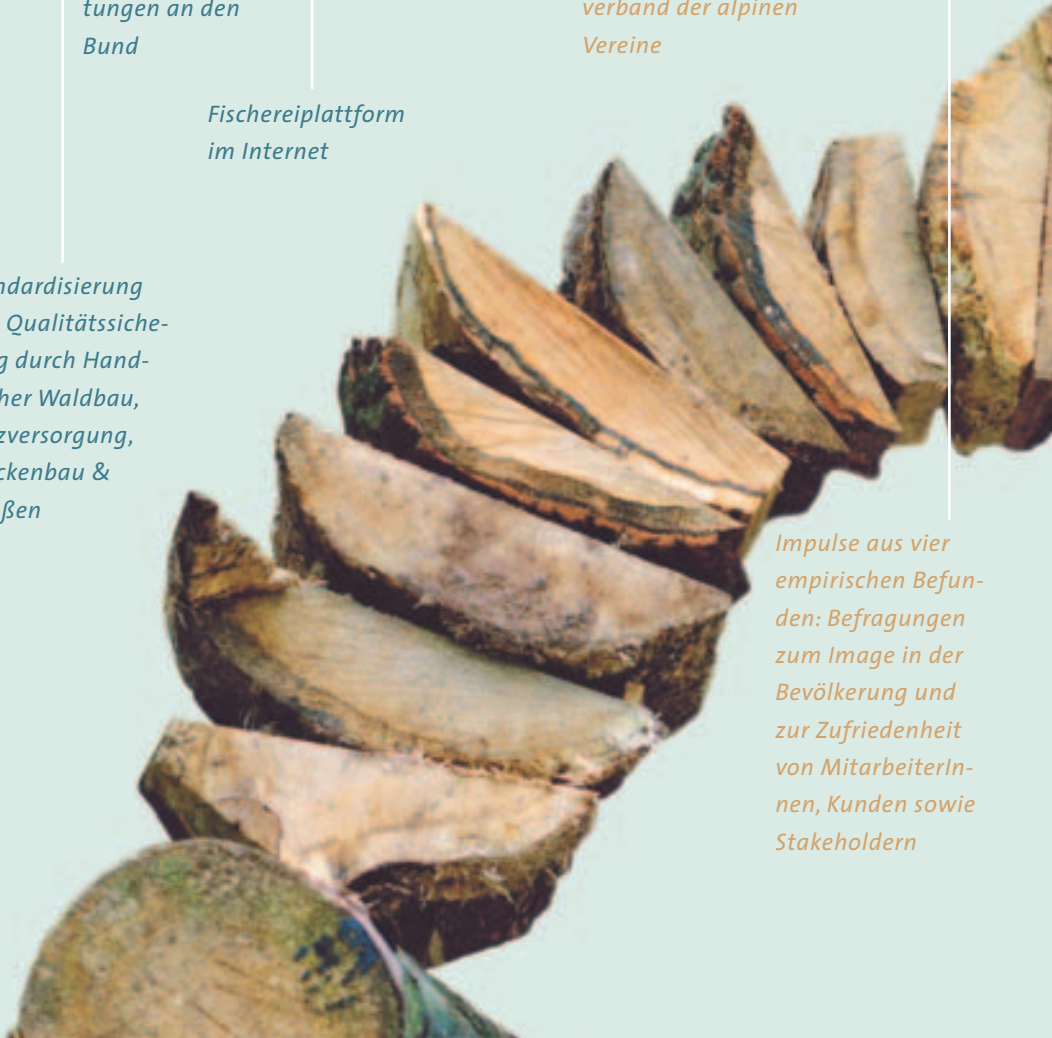 tungen an den
Bund
verband der alpinen
Vereine
Fischereiplattform
im Internet
ndardisierung
Qualitätssiche-
g durch Hand-
her Waldbau,
zversorgung,
ckenbau &
ßen
Impulse aus vier
empirischen Befun-
den: Befragungen
zum Image in der
Bevölkerung und
zur Zufriedenheit
von MitarbeiterIn-
nen, Kunden sowie
Stakeholdern